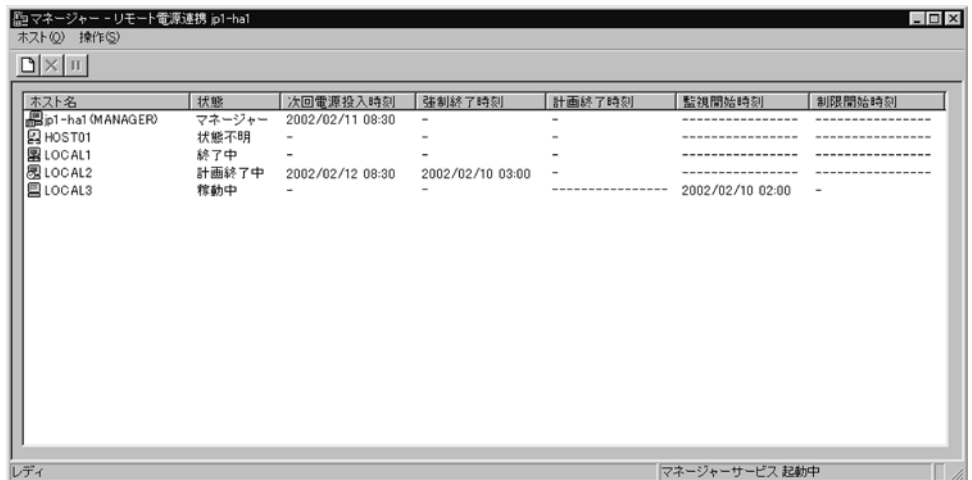 マネージャー - リモート電源連携 jp1-ha1
ホスト(O) 操作(S)
ホスト名 状態 次回電源投入時刻 強制終了時刻 計画終了時刻 監視開始時刻 制限開始時刻
jp1-ha1 (MANAGER) マネージャー 2002/02/11 08:30 - - ---------------- ----------------
HOST01 状態不明 - - - ---------------- ----------------
LOCAL1 終了中 - - - ---------------- ----------------
LOCAL2 計画終了中 2002/02/12 08:30 2002/02/10 03:00 - ---------------- ----------------
LOCAL3 稼動中 - - ---------------- 2002/02/10 02:00 -
レディ マネージャーサービス 起動中